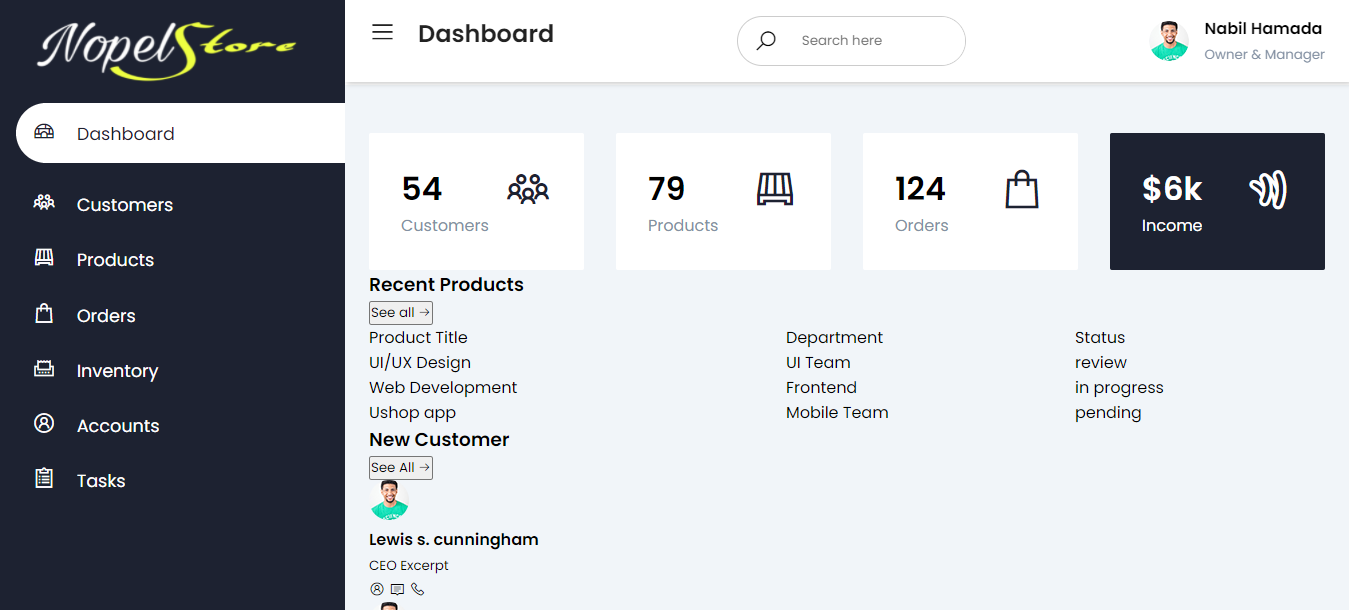 NopelStore
Dashboard
Customers
Products
Orders
Inventory
Accounts
Tasks
Dashboard
Search here
Nabil Hamada
Owner & Manager
54
Customers
79
Products
124
Orders
$6k
Income
Recent Products
See all →
Product Title Department Status
UI/UX Design UI Team review
Web Development Frontend in progress
Ushop app Mobile Team pending
New Customer
See All →
Lewis s. cunningham
CEO Excerpt